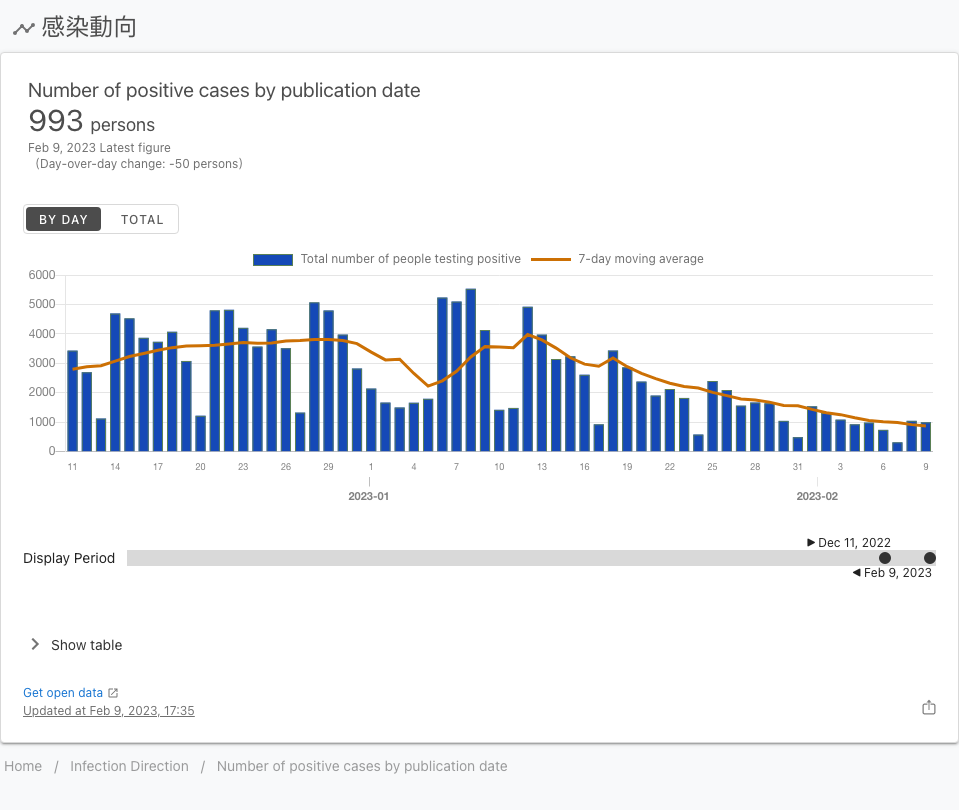 感染動向
Number of positive cases by publication date
993 persons
Feb 9, 2023 Latest figure
(Day-over-day change: -50 persons)
BY DAY TOTAL
Total number of people testing positive 7-day moving average
6000
5000
4000
3000
2000
1000
0
11 14 17 20 23 26 29 1 4 7 10 13 16 19 22 25 28 31 3 6 9
2023-01 2023-02
Dec 11, 2022
Display Period
Feb 9, 2023
Show table
Get open data
Updated at Feb 9, 2023, 17:35
Home / Infection Direction / Number of positive cases by publication date